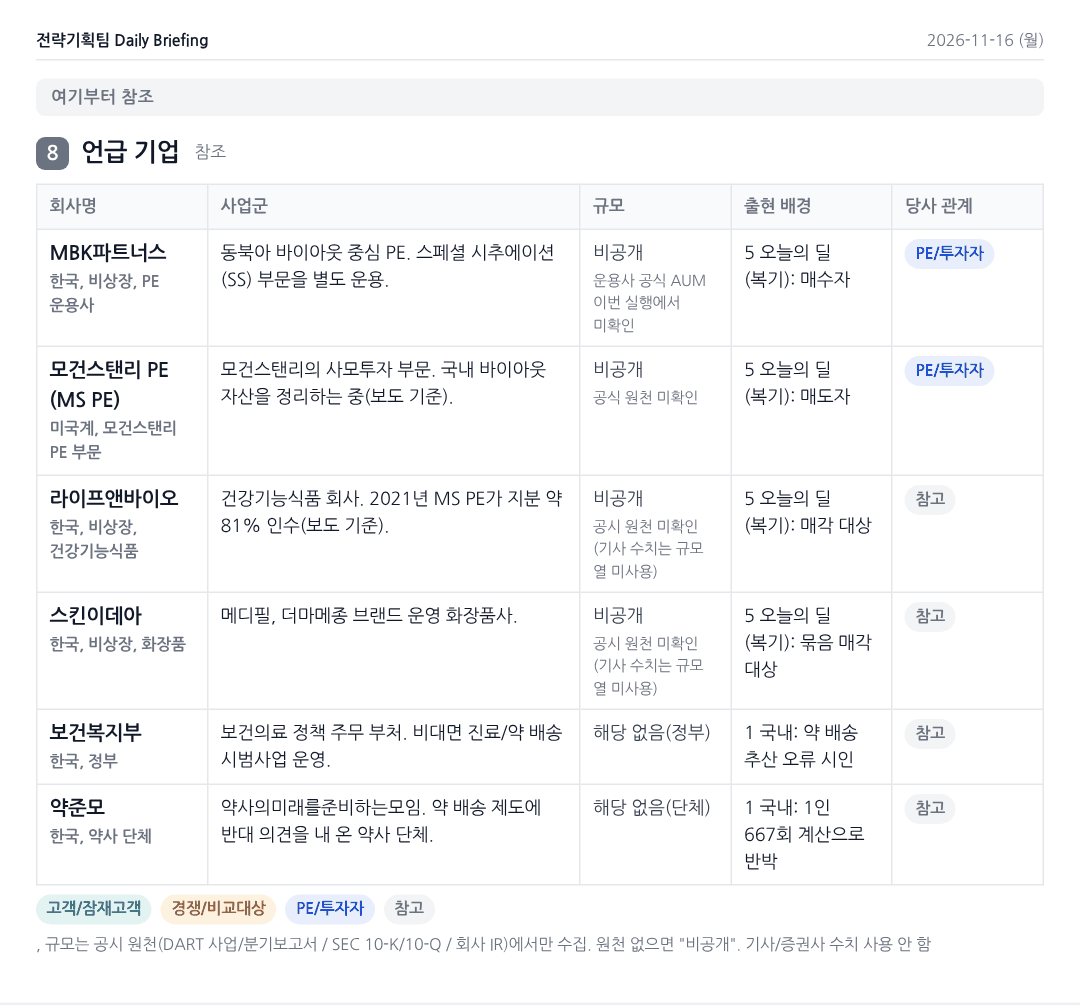 전략기획팀 Daily Briefing
2026-11-16 (월)
여기부터 참조
8 언급 기업 참조
회사명 사업군 규모 출현 배경 당사 관계
MBK파트너스
한국, 비상장, PE
운용사
동북아 바이아웃 중심 PE. 스페셜 시추에이션
(SS) 부문을 별도 운용.
비공개
운용사 공식 AUM
이번 실행에서
미확인
5 오늘의 딜
(복기): 매수자
PE/투자자
모건스탠리 PE
(MS PE)
미국계, 모건스탠리
PE 부문
모건스탠리의 사모투자 부문. 국내 바이아웃
자산을 정리하는 중(보도 기준).
비공개
공식 원천 미확인
5 오늘의 딜
(복기): 매도자
PE/투자자
라이프앤바이오
한국, 비상장,
건강기능식품
건강기능식품 회사. 2021년 MS PE가 지분 약
81% 인수(보도 기준).
비공개
공시 원천 미확인
(기사 수치는 규모
열 미사용)
5 오늘의 딜
(복기): 매각 대상
참고
스킨이데아
한국, 비상장, 화장품
메디필, 더마메종 브랜드 운영 화장품사.
비공개
공시 원천 미확인
(기사 수치는 규모
열 미사용)
5 오늘의 딜
(복기): 묶음 매각
대상
참고
보건복지부
한국, 정부
보건의료 정책 주무 부처. 비대면 진료/약 배송
시범사업 운영.
해당 없음(정부)
1 국내: 약 배송
추산 오류 시인
참고
약준모
한국, 약사 단체
약사의미래를준비하는모임. 약 배송 제도에
반대 의견을 내 온 약사 단체.
해당 없음(단체)
1 국내: 1인
667회 계산으로
반박
참고
고객/잠재고객 경쟁/비교대상 PE/투자자 참고
, 규모는 공시 원천(DART 사업/분기보고서 / SEC 10-K/10-Q / 회사 IR)에서만 수집. 원천 없으면 "비공개". 기사/증권사 수치 사용 안 함